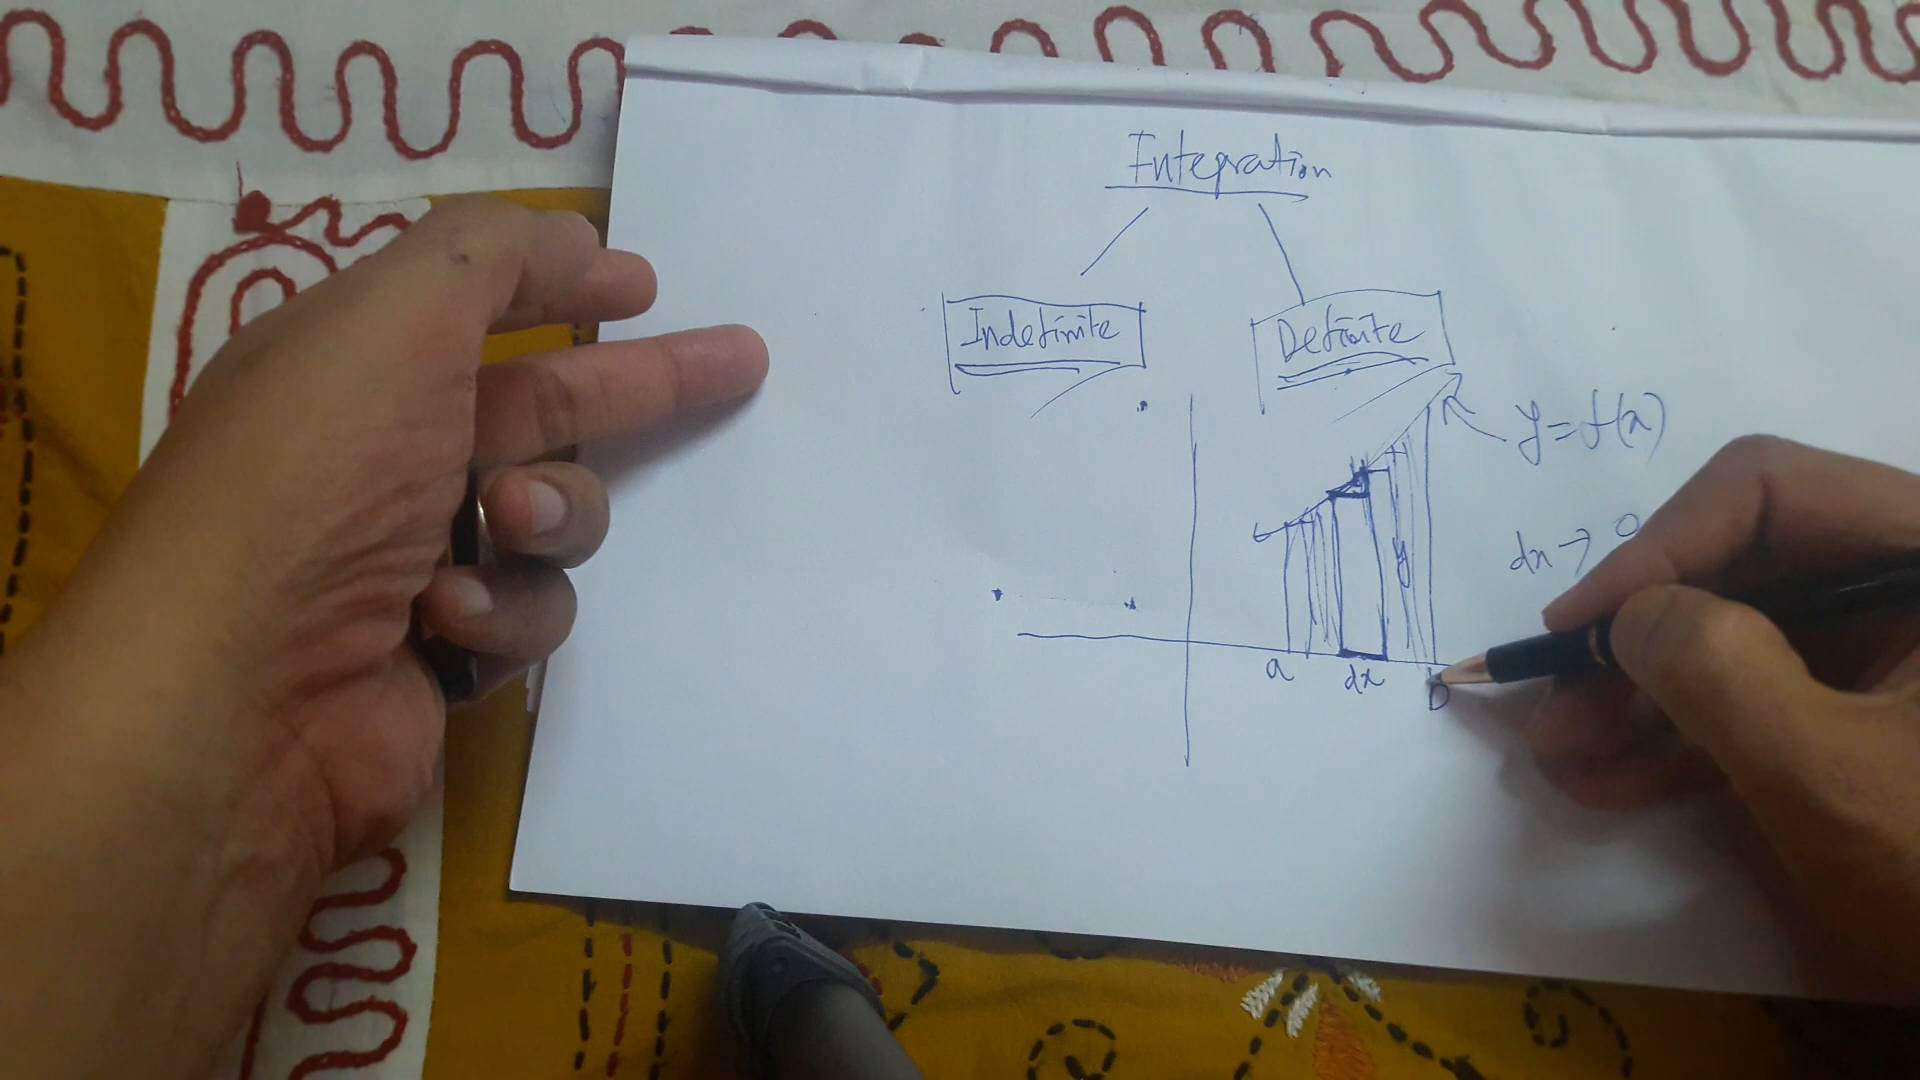 Integration
Indefinite Definite
y=f(x)
dx→0
y
a dx b